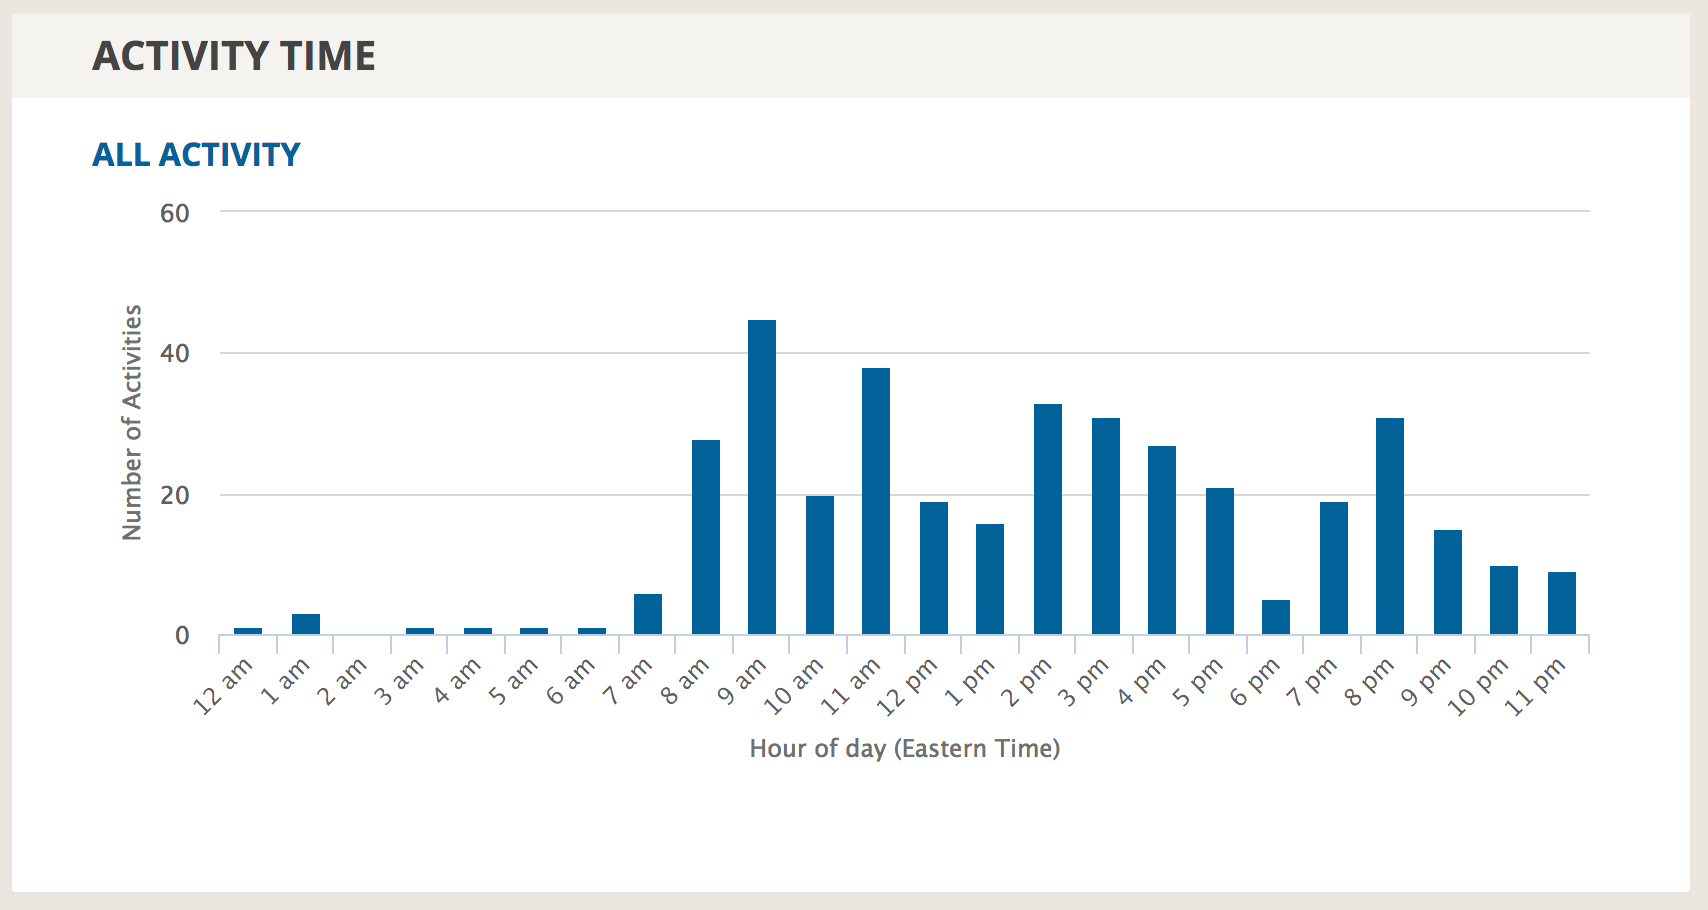 ACTIVITY TIME
ALL ACTIVITY
60
40
20
0
Number of Activities
12 am
1 am
2 am
3 am
4 am
5 am
6 am
7 am
8 am
9 am
10 am
11 am
12 pm
1 pm
2 pm
3 pm
4 pm
5 pm
6 pm
7 pm
8 pm
9 pm
10 pm
11 pm
Hour of day (Eastern Time)